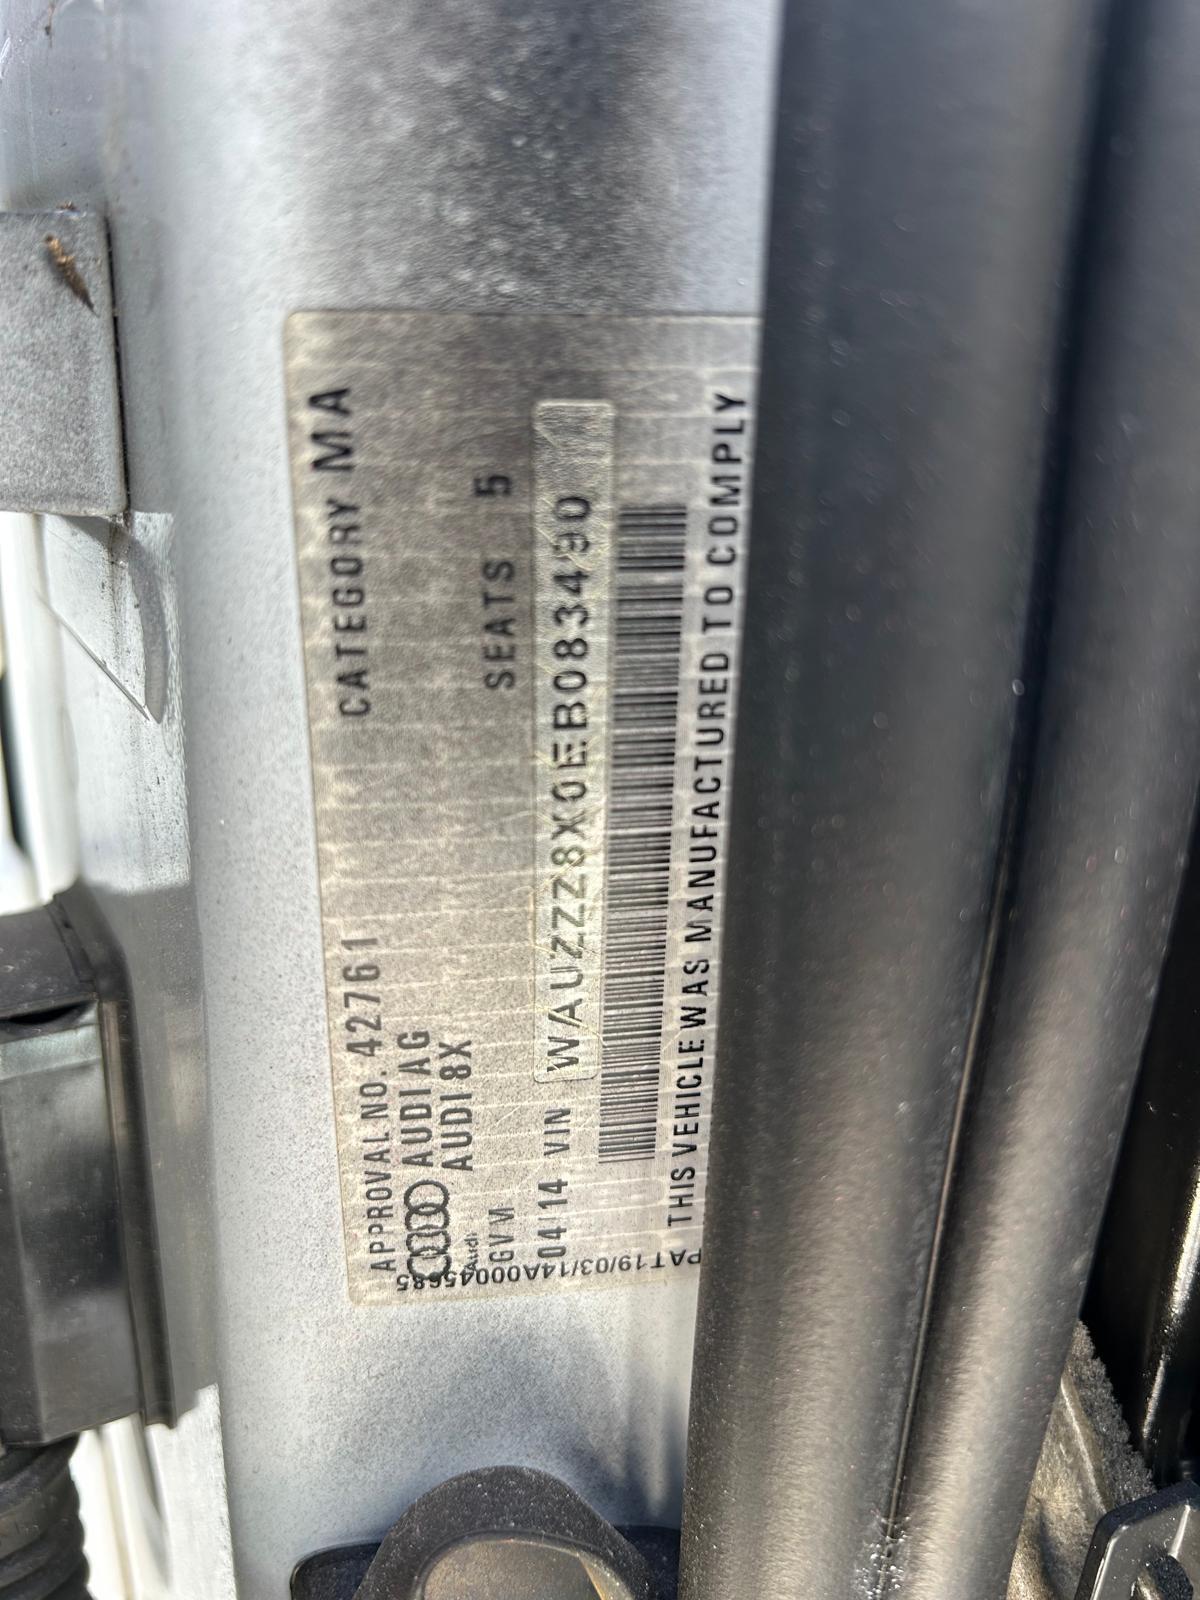 APPROVAL NO. 42761 CATEGORY MA
AUDI AG
AUDI 8X
Audi
GVM SEATS 5
04/14 VIN WAUZZZ8X0EB083490
THIS VEHICLE WAS MANUFACTURED TO COMPLY
PAT19/03/14A00045685